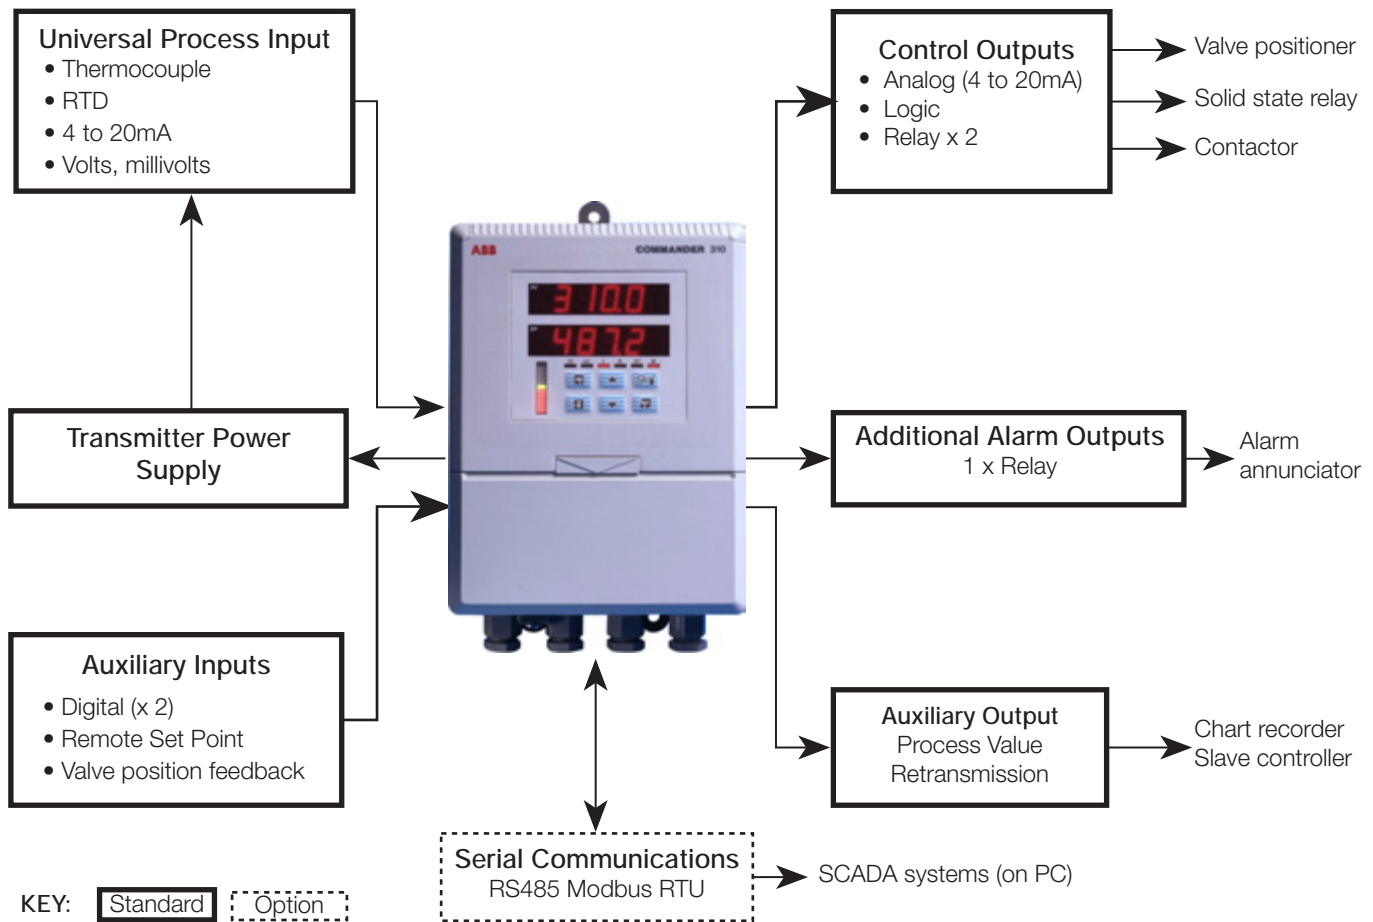 Universal Process Input
• Thermocouple
• RTD
• 4 to 20mA
• Volts, millivolts
Control Outputs
• Analog (4 to 20mA)
• Logic
• Relay x 2
Valve positioner
Solid state relay
Contactor
ABB
COMMANDER 310
310.0
487.2
Transmitter Power
Supply
Additional Alarm Outputs
1 x Relay
Alarm
annunciator
Auxiliary Inputs
• Digital (x 2)
• Remote Set Point
• Valve position feedback
Auxiliary Output
Process Value
Retransmission
Chart recorder
Slave controller
Serial Communications
RS485 Modbus RTU
SCADA systems (on PC)
KEY: Standard Option